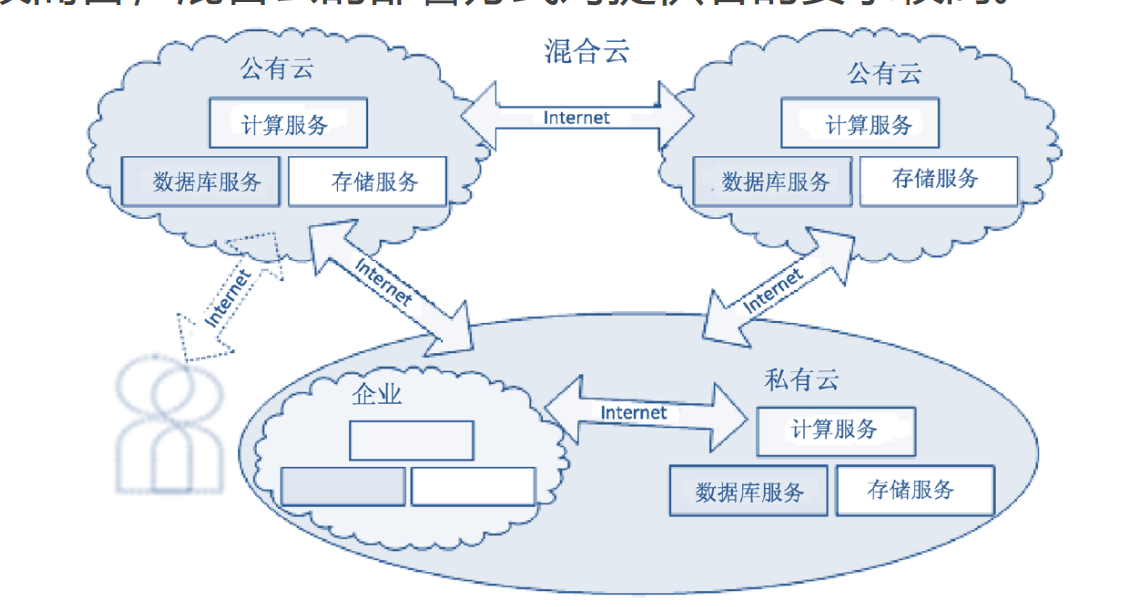 混合云
公有云
计算服务
数据库服务
存储服务
Internet
公有云
计算服务
数据库服务
存储服务
Internet
Internet
Internet
企业
Internet
私有云
计算服务
数据库服务
存储服务